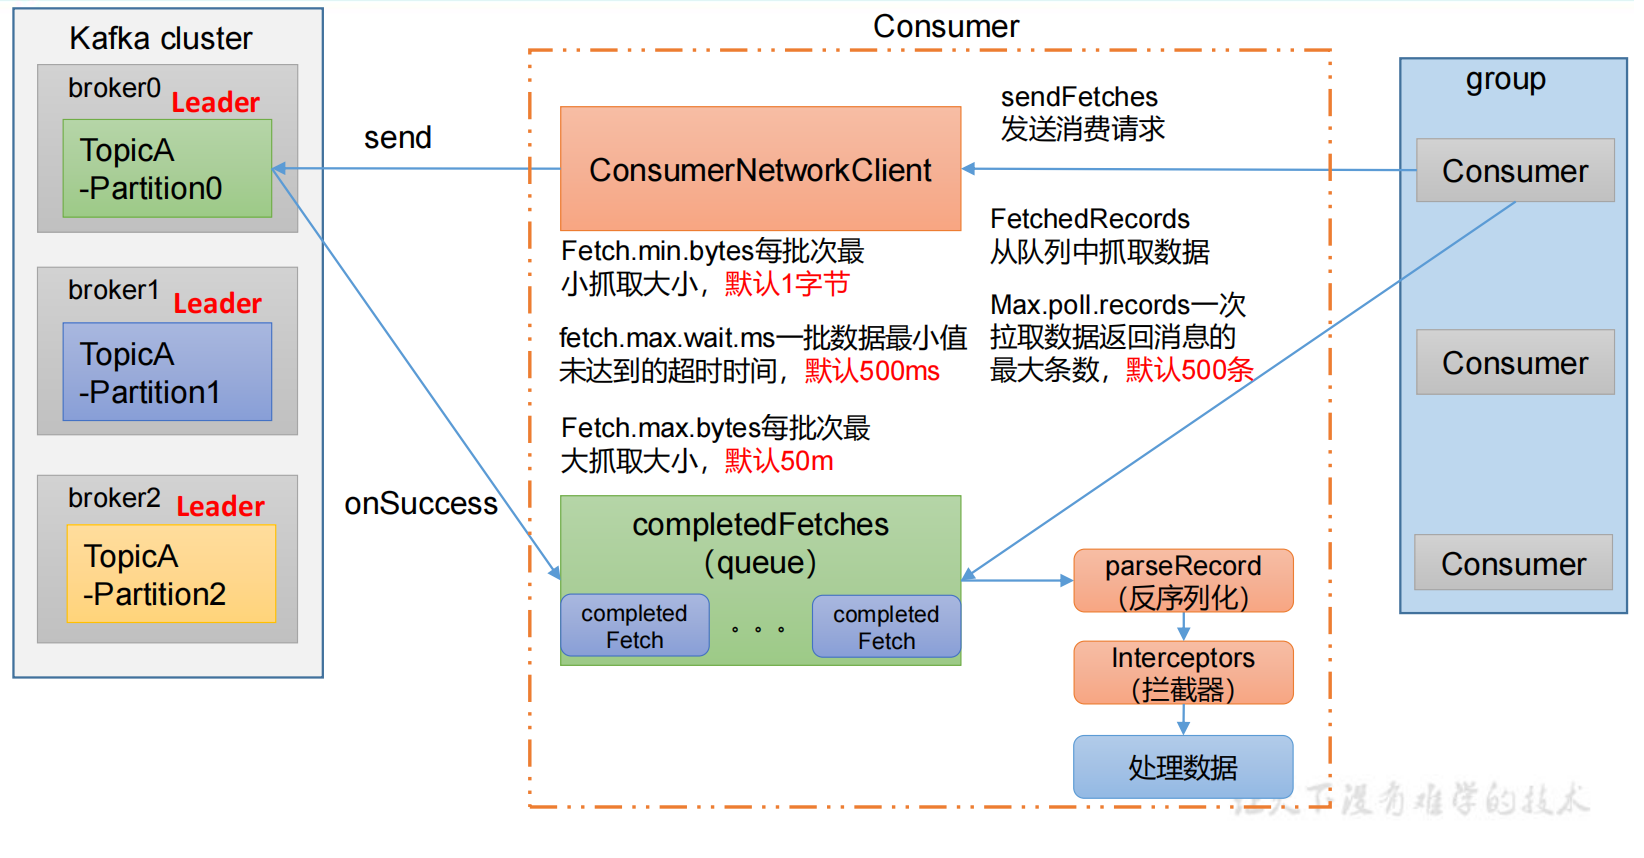 Kafka cluster
broker0
Leader
TopicA
-Partition0
broker1
Leader
TopicA
-Partition1
broker2
Leader
TopicA
-Partition2
send
onSuccess
Consumer
ConsumerNetworkClient
Fetch.min.bytes每批次最
小抓取大小，默认1字节
fetch.max.wait.ms一批数据最小值
未达到的超时时间，默认500ms
Fetch.max.bytes每批次最
大抓取大小，默认50m
completedFetches
（queue）
completed
Fetch
。。。
completed
Fetch
sendFetches
发送消费请求
FetchedRecords
从队列中抓取数据
Max.poll.records一次
拉取数据返回消息的
最大条数，默认500条
parseRecord
（反序列化）
Interceptors
（拦截器）
处理数据
group
Consumer
Consumer
Consumer
让天下没有难学的技术